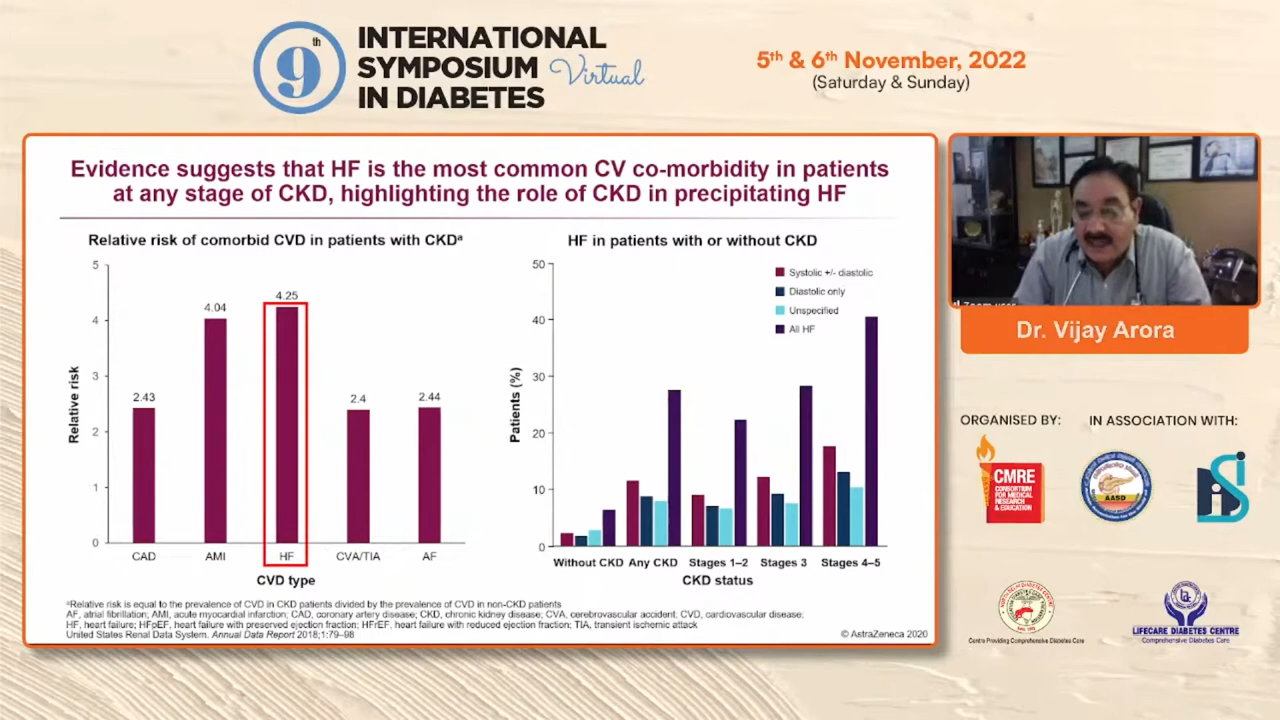 9th
INTERNATIONAL
SYMPOSIUM Virtual
IN DIABETES
5th & 6th November, 2022
(Saturday & Sunday)
Evidence suggests that HF is the most common CV co-morbidity in patients
at any stage of CKD, highlighting the role of CKD in precipitating HF
Relative risk of comorbid CVD in patients with CKDa
5
4
3
2
1
0
Relative risk
2.43
4.04
4.25
2.4
2.44
CAD
AMI
HF
CVA/TIA
AF
CVD type
HF in patients with or without CKD
50
40
30
20
10
0
Patients (%)
Systolic +/- diastolic
Diastolic only
Unspecified
All HF
Without CKD
Any CKD
Stages 1–2
Stages 3
Stages 4–5
CKD status
aRelative risk is equal to the prevalence of CVD in CKD patients divided by the prevalence of CVD in non-CKD patients
AF, atrial fibrillation; AMI, acute myocardial infarction; CAD, coronary artery disease; CKD, chronic kidney disease; CVA, cerebrovascular accident; CVD, cardiovascular disease;
HF, heart failure; HFpEF, heart failure with preserved ejection fraction; HFrEF, heart failure with reduced ejection fraction; TIA, transient ischemic attack
United States Renal Data System. Annual Data Report 2018;1:79–98
© AstraZeneca 2020
Dr. Vijay Arora
ORGANISED BY:
IN ASSOCIATION WITH:
CMRE
CONSORTIUM
FOR MEDICAL
RESEARCH
& EDUCATION
AASD
Centre Providing Comprehensive Diabetes Care
LIFECARE DIABETES CENTRE
Comprehensive Diabetes Care